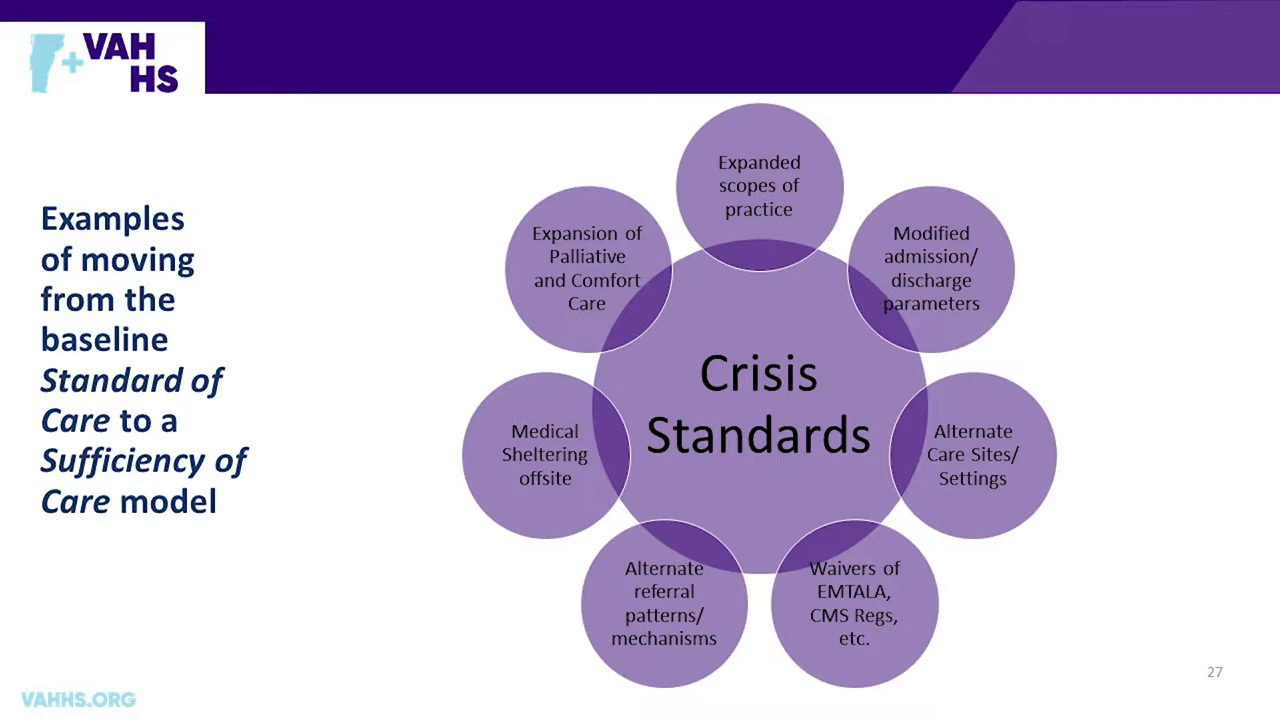 VAH
HS
Examples
of moving
from the
baseline
Standard of
Care to a
Sufficiency of
Care model
Crisis
Standards
Expanded
scopes of
practice
Modified
admission/
discharge
parameters
Alternate
Care Sites/
Settings
Waivers of
EMTALA,
CMS Regs,
etc.
Alternate
referral
patterns/
mechanisms
Medical
Sheltering
offsite
Expansion of
Palliative
and Comfort
Care
27
VAHHS.ORG